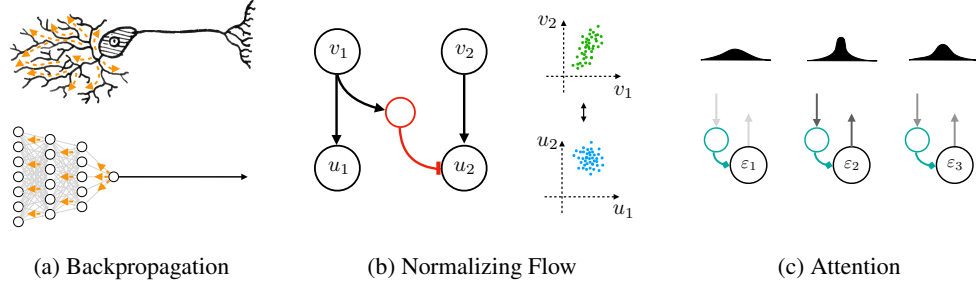 v₁ v₂
u₁ u₂
v₂
v₁
u₂
u₁
ε₁ ε₂ ε₃
(a) Backpropagation (b) Normalizing Flow (c) Attention